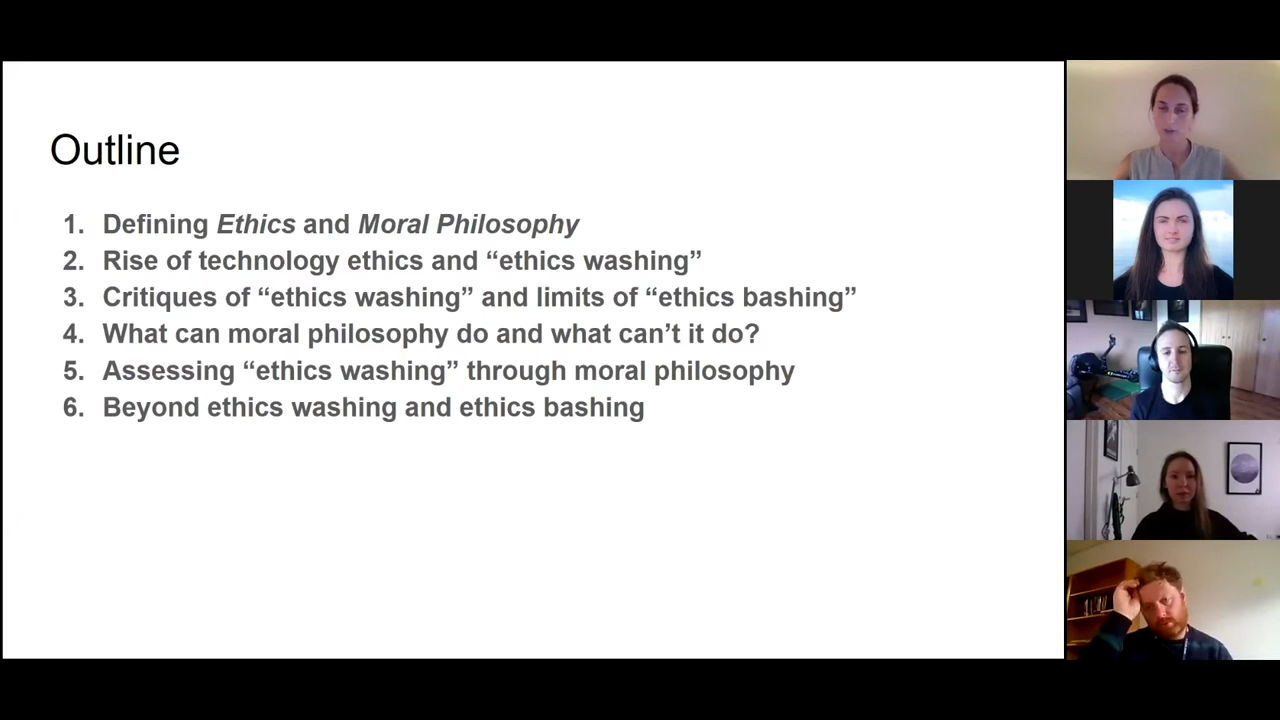 Outline
1. Defining Ethics and Moral Philosophy
2. Rise of technology ethics and “ethics washing”
3. Critiques of “ethics washing” and limits of “ethics bashing”
4. What can moral philosophy do and what can’t it do?
5. Assessing “ethics washing” through moral philosophy
6. Beyond ethics washing and ethics bashing